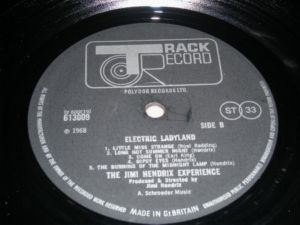 TRACK
RECORD
POLYDOR RECORDS LTD.
613009
℗ 1968
SIDE B
ST 33
ELECTRIC LADYLAND
1. LITTLE MISS STRANGE (Noel Redding)
2. LONG HOT SUMMER NIGHT (Hendrix)
3. COME ON (Earl King)
4. GIPSY EYES (Hendrix)
5. THE BURNING OF THE MIDNIGHT LAMP (Hendrix)
THE JIMI HENDRIX EXPERIENCE
Produced & Directed by
Jimi Hendrix
A. Schroeder Music
MADE IN Gt BRITAIN